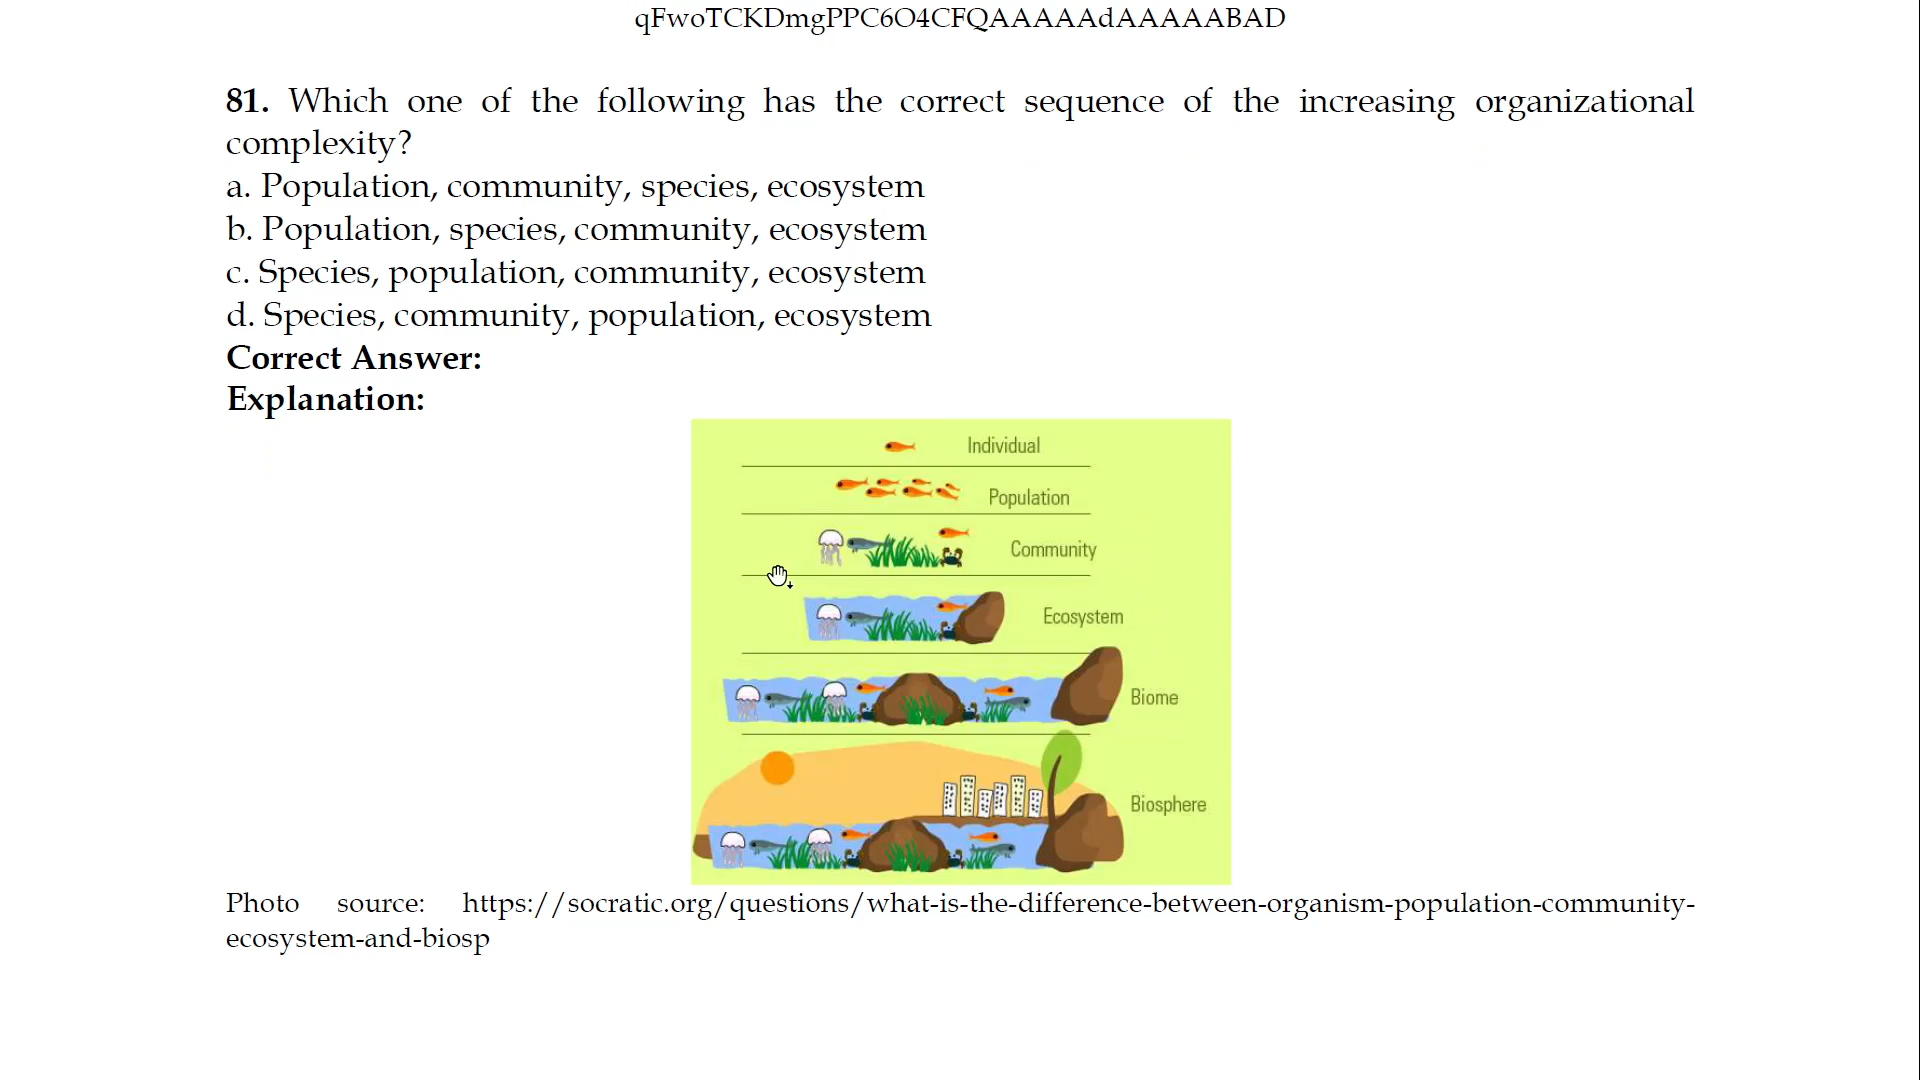 qFwoTCKDmgPPC6O4CFQAAAAAdAAAAABAD
81. Which one of the following has the correct sequence of the increasing organizational
complexity?
a. Population, community, species, ecosystem
b. Population, species, community, ecosystem
c. Species, population, community, ecosystem
d. Species, community, population, ecosystem
Correct Answer:
Explanation:
Individual
Population
Community
Ecosystem
Biome
Biosphere
Photo source: https://socratic.org/questions/what-is-the-difference-between-organism-population-community-
ecosystem-and-biosp